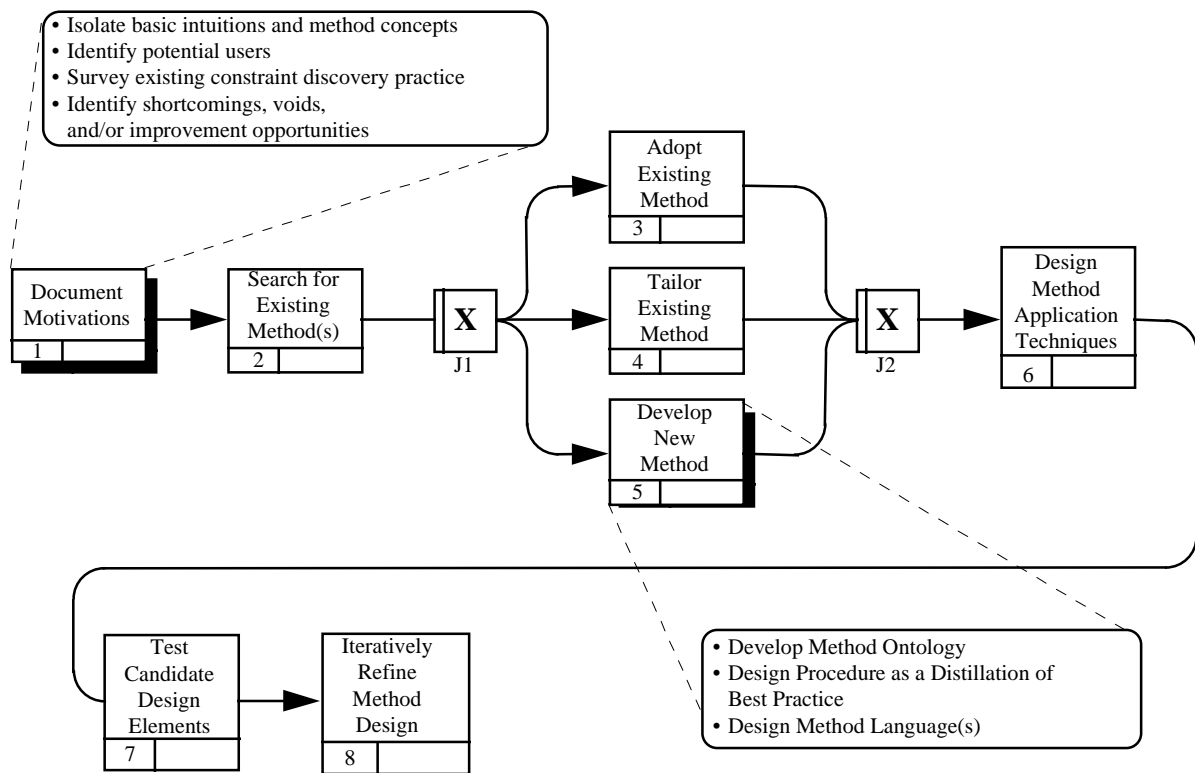 • Isolate basic intuitions and method concepts
• Identify potential users
• Survey existing constraint discovery practice
• Identify shortcomings, voids,
and/or improvement opportunities
Document
Motivations
1
Search for
Existing
Method(s)
2
X
J1
Adopt
Existing
Method
3
Tailor
Existing
Method
4
Develop
New
Method
5
X
J2
Design
Method
Application
Techniques
6
Test
Candidate
Design
Elements
7
Iteratively
Refine
Method
Design
8
• Develop Method Ontology
• Design Procedure as a Distillation of
Best Practice
• Design Method Language(s)